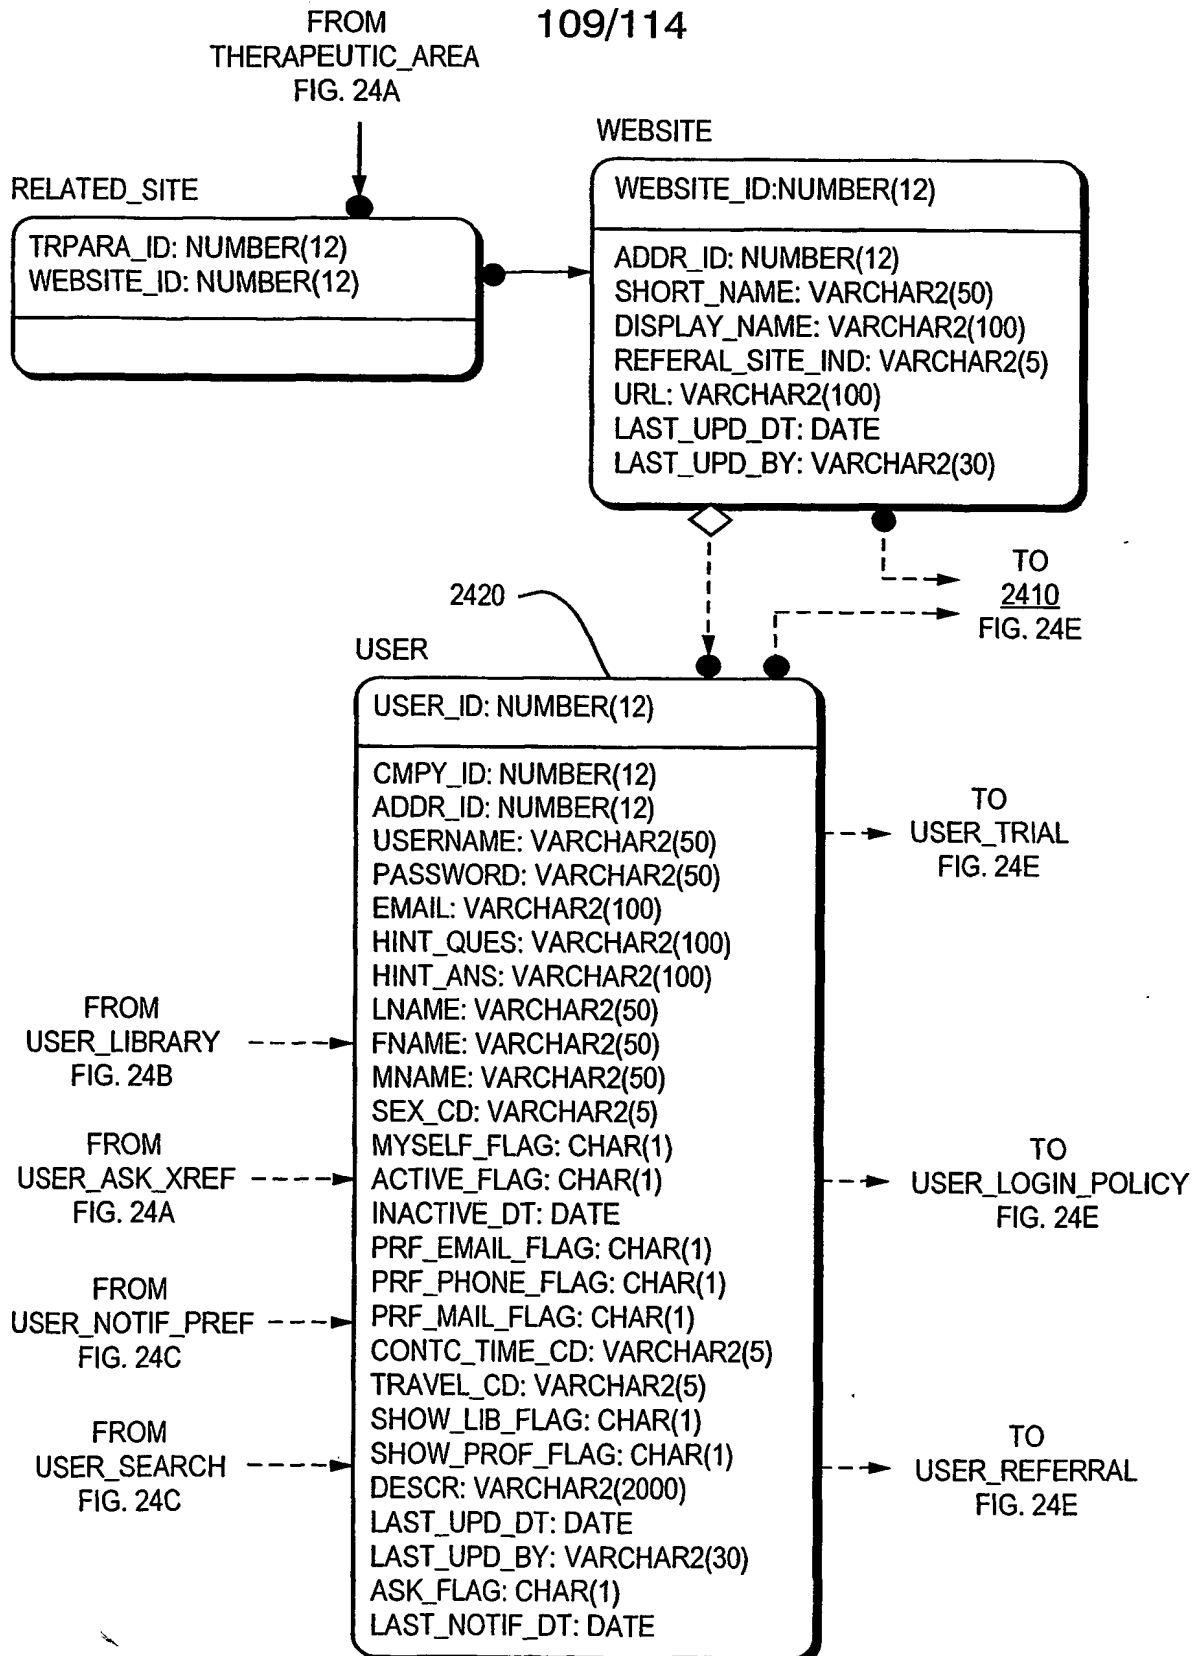 109/114
FROM
THERAPEUTIC_AREA
FIG. 24A
RELATED_SITE
TRPARA_ID: NUMBER(12)
WEBSITE_ID: NUMBER(12)
WEBSITE
WEBSITE_ID:NUMBER(12)
ADDR_ID: NUMBER(12)
SHORT_NAME: VARCHAR2(50)
DISPLAY_NAME: VARCHAR2(100)
REFERAL_SITE_IND: VARCHAR2(5)
URL: VARCHAR2(100)
LAST_UPD_DT: DATE
LAST_UPD_BY: VARCHAR2(30)
TO
2410
FIG. 24E
2420
USER
USER_ID: NUMBER(12)
CMPY_ID: NUMBER(12)
ADDR_ID: NUMBER(12)
USERNAME: VARCHAR2(50)
PASSWORD: VARCHAR2(50)
EMAIL: VARCHAR2(100)
HINT_QUES: VARCHAR2(100)
HINT_ANS: VARCHAR2(100)
LNAME: VARCHAR2(50)
FNAME: VARCHAR2(50)
MNAME: VARCHAR2(50)
SEX_CD: VARCHAR2(5)
MYSELF_FLAG: CHAR(1)
ACTIVE_FLAG: CHAR(1)
INACTIVE_DT: DATE
PRF_EMAIL_FLAG: CHAR(1)
PRF_PHONE_FLAG: CHAR(1)
PRF_MAIL_FLAG: CHAR(1)
CONTC_TIME_CD: VARCHAR2(5)
TRAVEL_CD: VARCHAR2(5)
SHOW_LIB_FLAG: CHAR(1)
SHOW_PROF_FLAG: CHAR(1)
DESCR: VARCHAR2(2000)
LAST_UPD_DT: DATE
LAST_UPD_BY: VARCHAR2(30)
ASK_FLAG: CHAR(1)
LAST_NOTIF_DT: DATE
FROM
USER_LIBRARY
FIG. 24B
FROM
USER_ASK_XREF
FIG. 24A
FROM
USER_NOTIF_PREF
FIG. 24C
FROM
USER_SEARCH
FIG. 24C
TO
USER_TRIAL
FIG. 24E
TO
USER_LOGIN_POLICY
FIG. 24E
TO
USER_REFERRAL
FIG. 24E